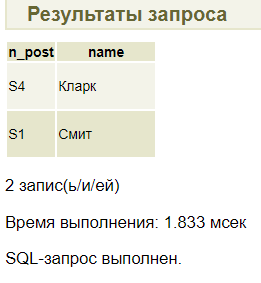 Результаты запроса
n_post name
S4 Кларк
S1 Смит
2 запис(ь/и/ей)
Время выполнения: 1.833 мсек
SQL-запрос выполнен.